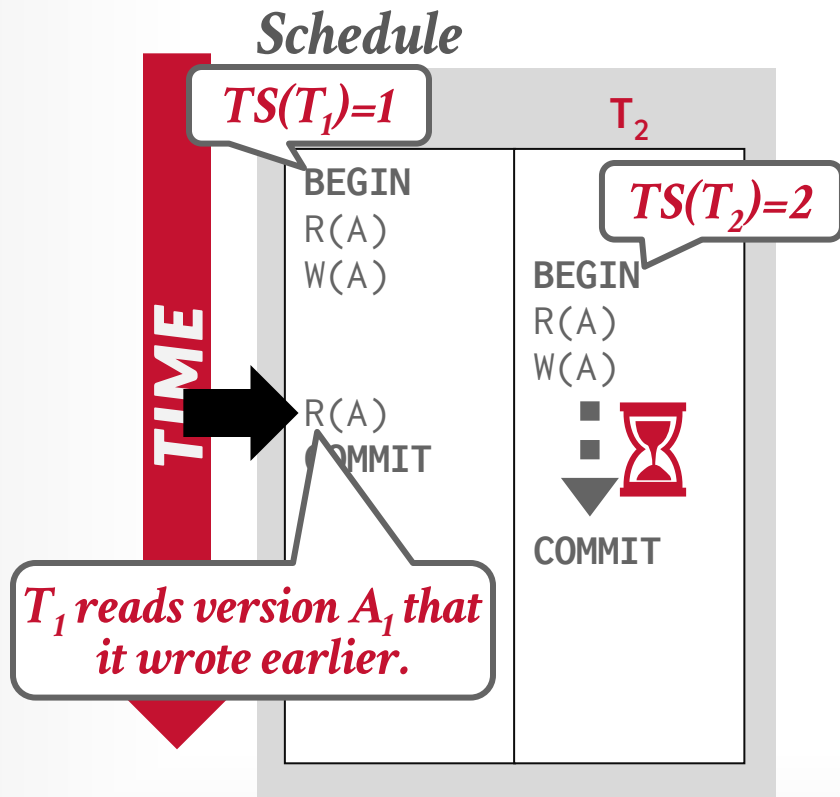 Schedule
TS(T₁)=1
T₂
BEGIN
R(A)
W(A)
R(A)
COMMIT
TS(T₂)=2
BEGIN
R(A)
W(A)
COMMIT
TIME
T₁ reads version A₁ that
it wrote earlier.